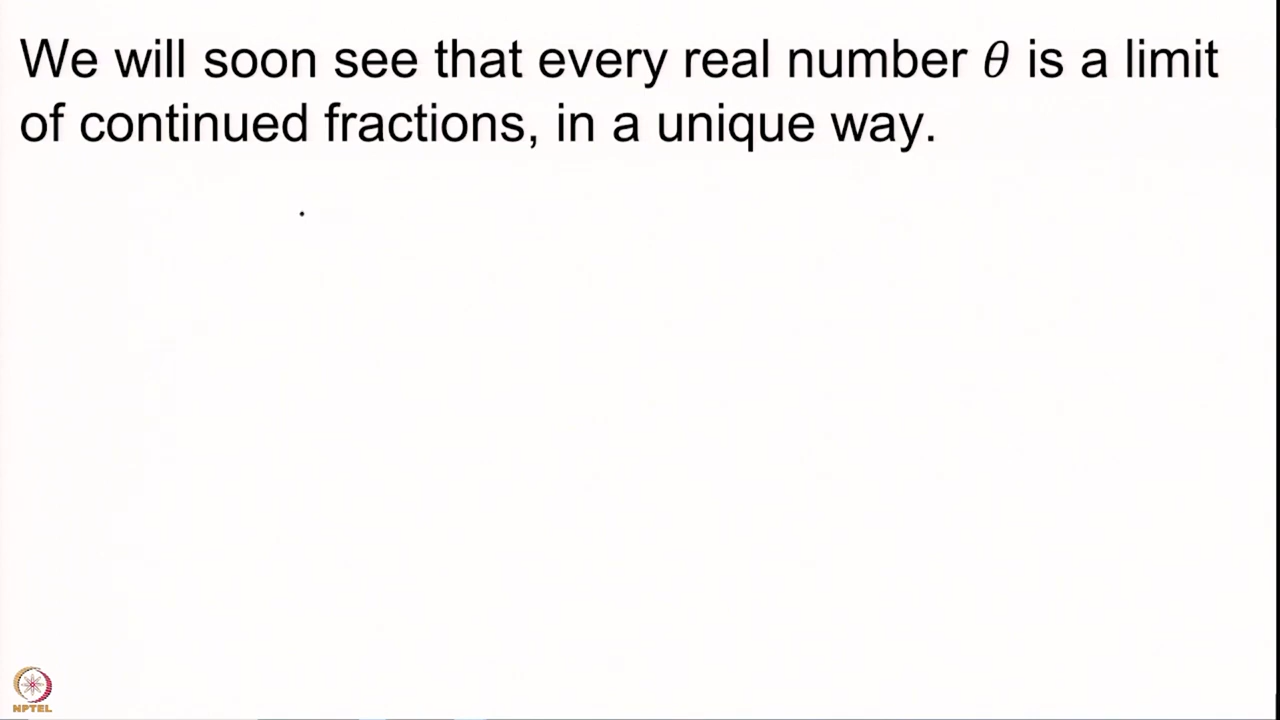 We will soon see that every real number θ is a limit
of continued fractions, in a unique way.
NPTEL